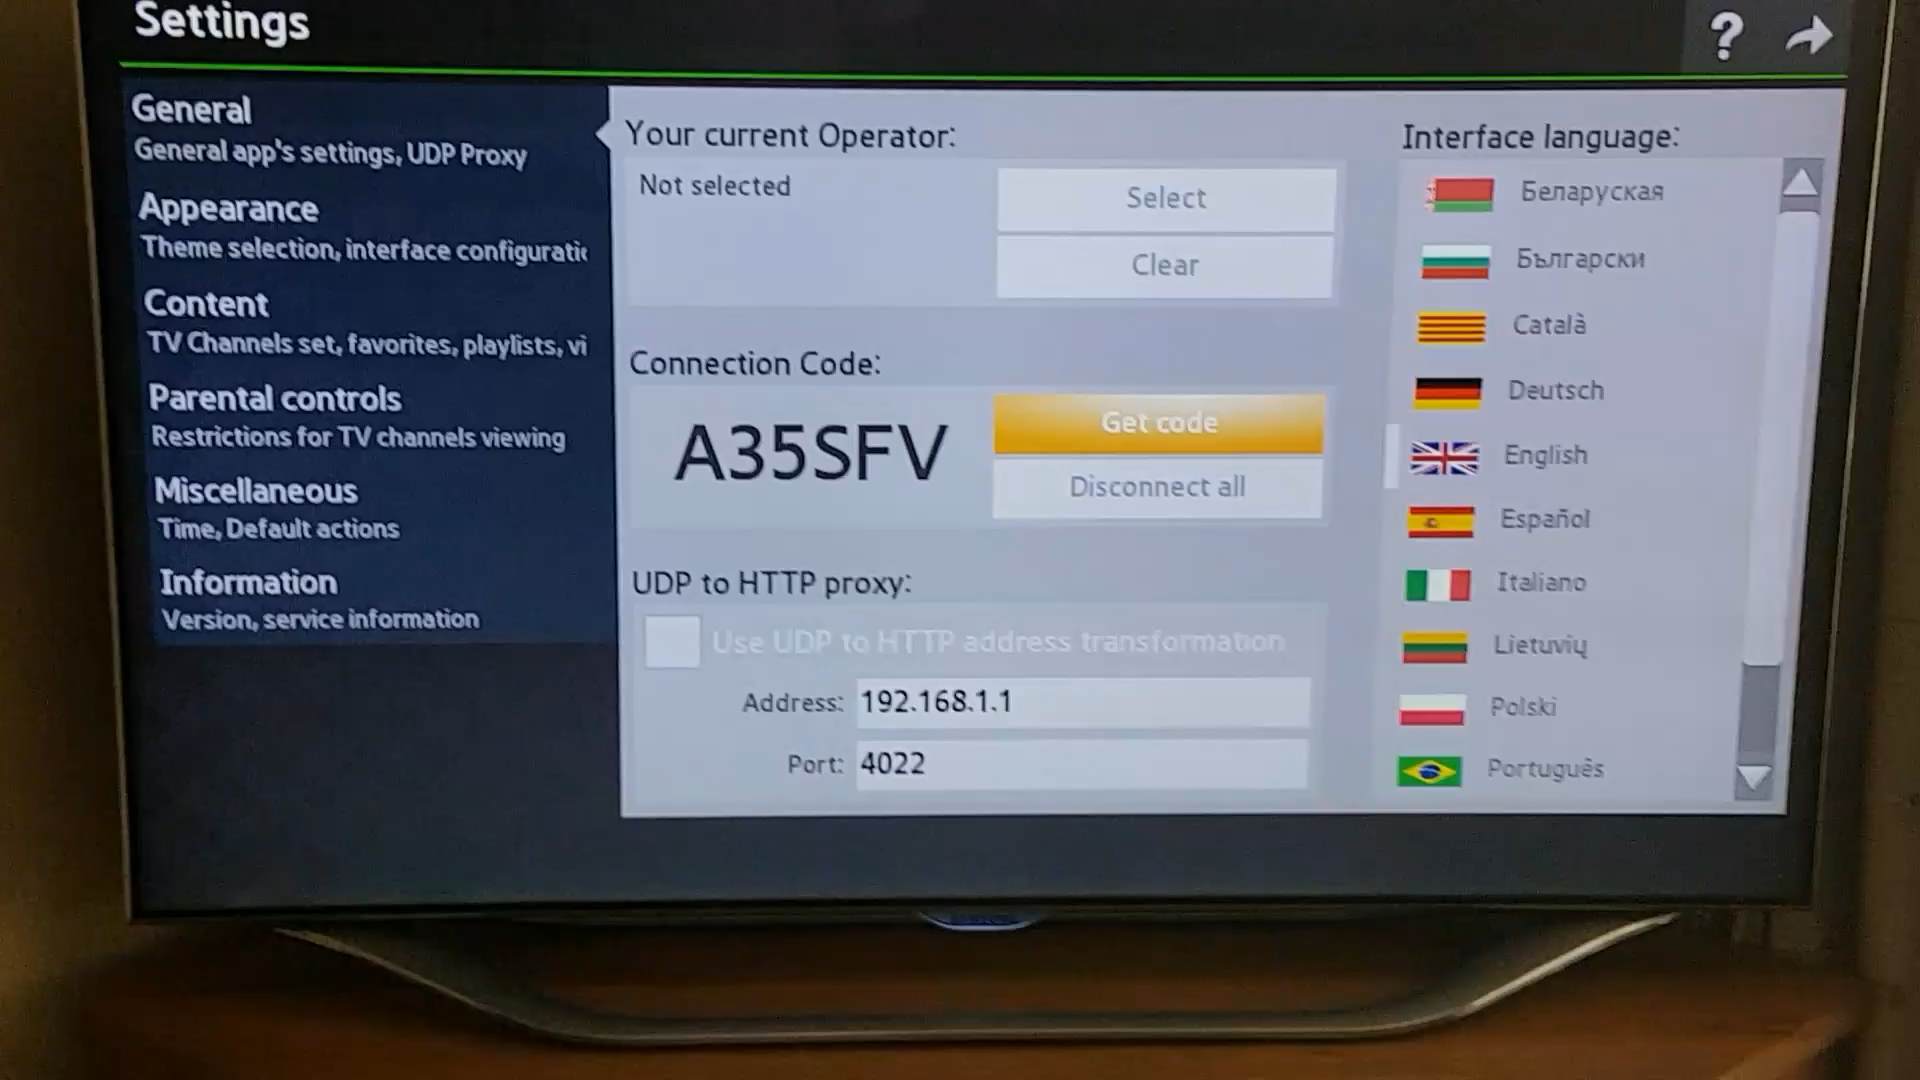 Settings
?
General
General app's settings, UDP Proxy
Appearance
Theme selection, interface configuratic
Content
TV Channels set, favorites, playlists, vi
Parental controls
Restrictions for TV channels viewing
Miscellaneous
Time, Default actions
Information
Version, service information
Your current Operator:
Not selected
Select
Clear
Connection Code:
A35SFV
Get code
Disconnect all
UDP to HTTP proxy:
Use UDP to HTTP address transformation
Address: 192.168.1.1
Port: 4022
Interface language:
Беларуская
Български
Català
Deutsch
English
Español
Italiano
Lietuvių
Polski
Português